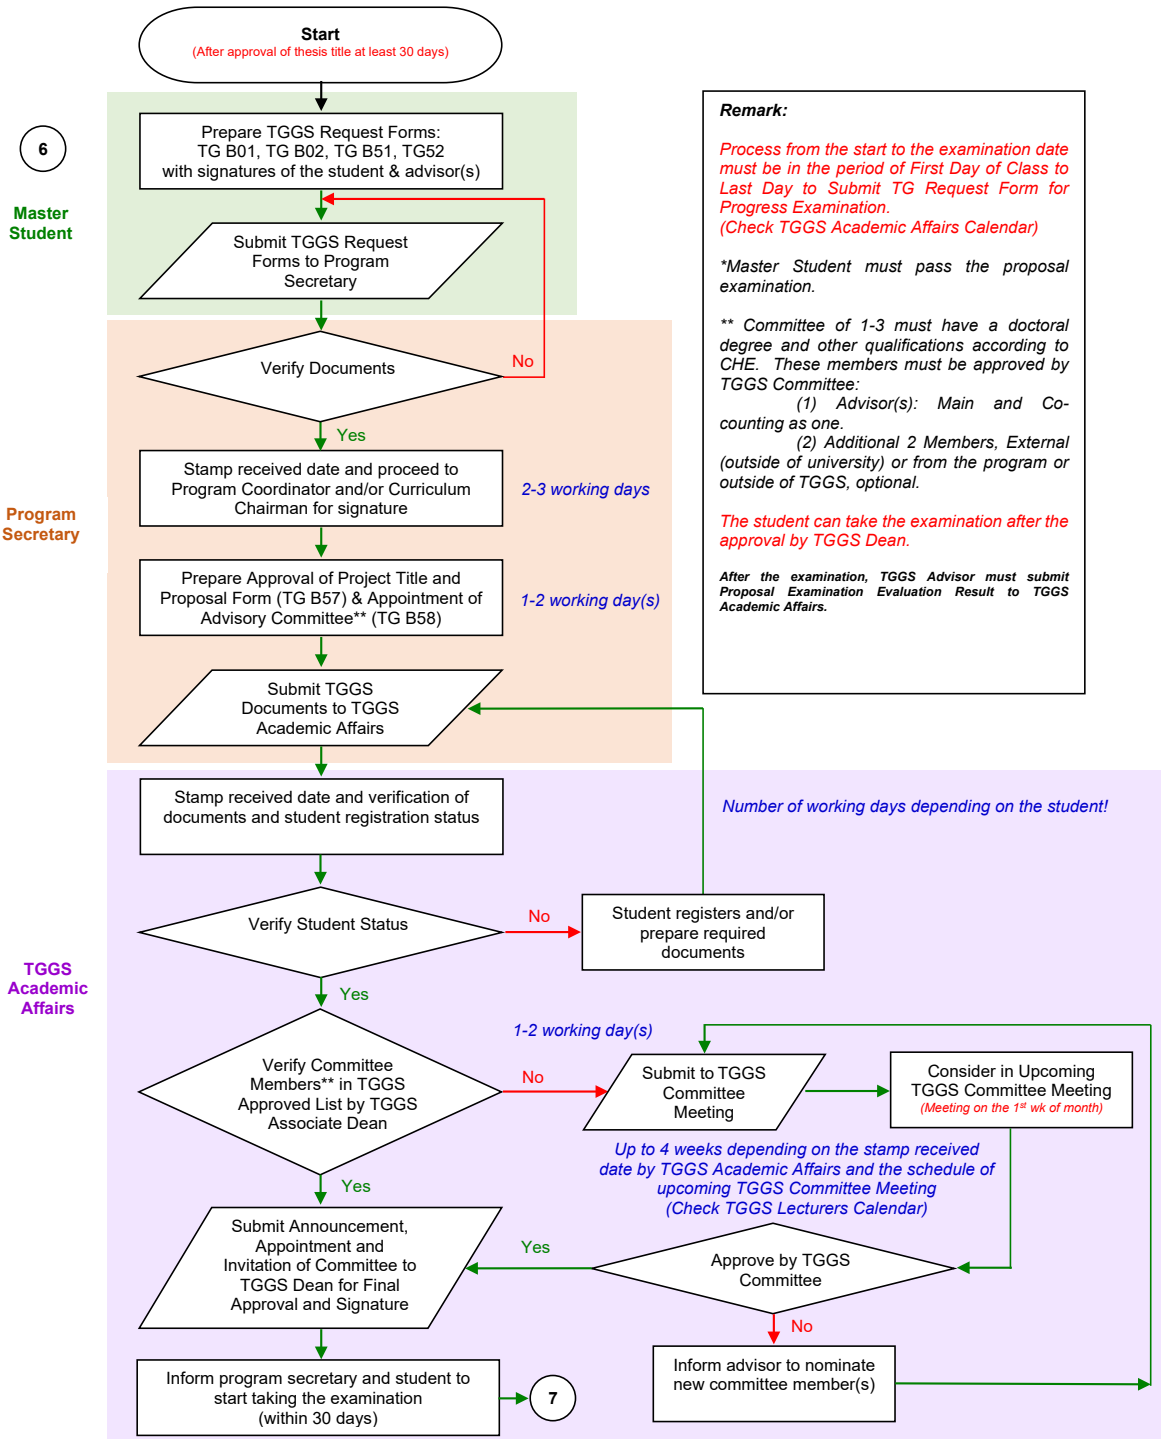 Start
(After approval of thesis title at least 30 days)
6
Master
Student
Prepare TGGS Request Forms:
TG B01, TG B02, TG B51, TG52
with signatures of the student & advisor(s)
Submit TGGS Request
Forms to Program
Secretary
Remark:
Process from the start to the examination date
must be in the period of First Day of Class to
Last Day to Submit TG Request Form for
Progress Examination.
(Check TGGS Academic Affairs Calendar)
*Master Student must pass the proposal
examination.
** Committee of 1-3 must have a doctoral
degree and other qualifications according to
CHE. These members must be approved by
TGGS Committee:
(1) Advisor(s): Main and Co-
counting as one.
(2) Additional 2 Members, External
(outside of university) or from the program or
outside of TGGS, optional.
The student can take the examination after the
approval by TGGS Dean.
After the examination, TGGS Advisor must submit
Proposal Examination Evaluation Result to TGGS
Academic Affairs.
Program
Secretary
Verify Documents
No
Yes
Stamp received date and proceed to
Program Coordinator and/or Curriculum
Chairman for signature
2-3 working days
Prepare Approval of Project Title and
Proposal Form (TG B57) & Appointment of
Advisory Committee** (TG B58)
1-2 working day(s)
Submit TGGS
Documents to TGGS
Academic Affairs
TGGS
Academic
Affairs
Stamp received date and verification of
documents and student registration status
Number of working days depending on the student!
Verify Student Status
No
Student registers and/or
prepare required
documents
Yes
1-2 working day(s)
Verify Committee
Members** in TGGS
Approved List by TGGS
Associate Dean
No
Submit to TGGS
Committee
Meeting
Consider in Upcoming
TGGS Committee Meeting
(Meeting on the 1st wk of month)
Up to 4 weeks depending on the stamp received
date by TGGS Academic Affairs and the schedule of
upcoming TGGS Committee Meeting
(Check TGGS Lecturers Calendar)
Yes
Submit Announcement,
Appointment and
Invitation of Committee to
TGGS Dean for Final
Approval and Signature
Yes
Approve by TGGS
Committee
No
Inform advisor to nominate
new committee member(s)
Inform program secretary and student to
start taking the examination
(within 30 days)
7